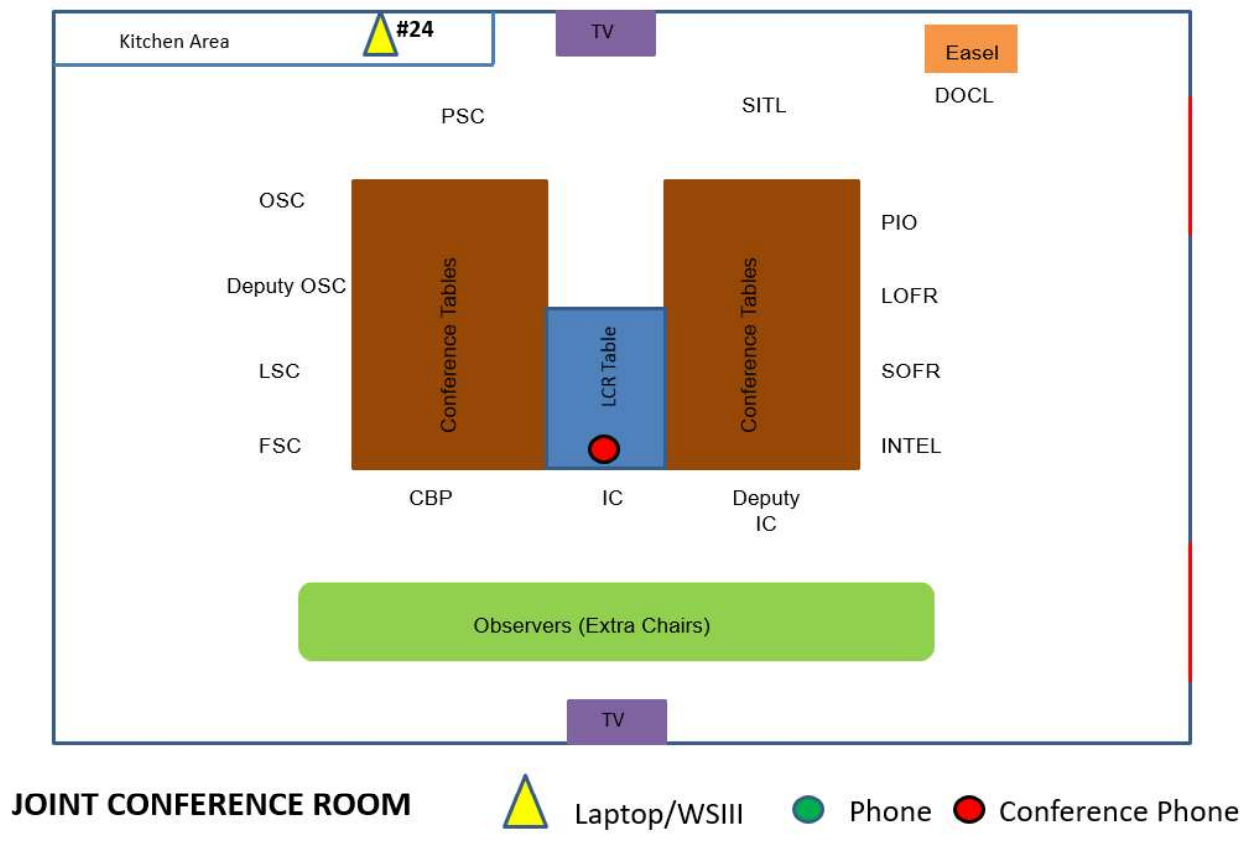 Kitchen Area
#24
TV
Easel
DOCL
PSC
SITL
OSC
Deputy OSC
LSC
FSC
Conference Tables
LCR Table
Conference Tables
PIO
LOFR
SOFR
INTEL
CBP
IC
Deputy
IC
Observers (Extra Chairs)
TV
JOINT CONFERENCE ROOM
Laptop/WSIII
Phone
Conference Phone